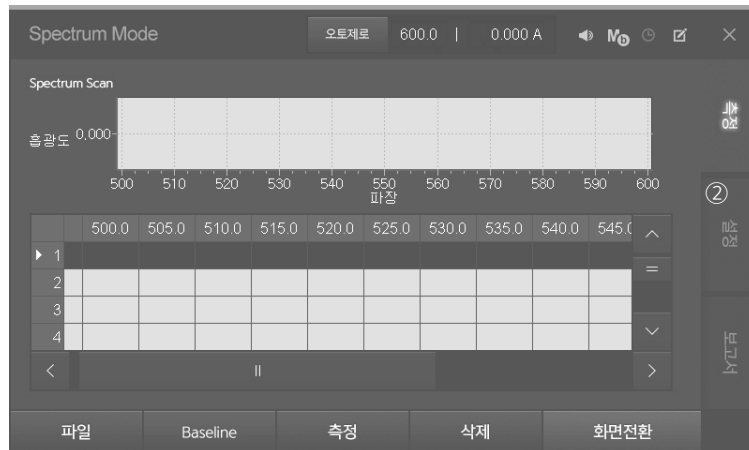 Spectrum Mode 오토제로 600.0 | 0.000 A Mb
Spectrum Scan
흡광도 0,000
500 510 520 530 540 550 560 570 580 590 600
파장
500.0 505.0 510.0 515.0 520.0 525.0 530.0 535.0 540.0 545.0
1
2
3
4
측정
②
설정
보고서
파일 Baseline 측정 삭제 화면전환